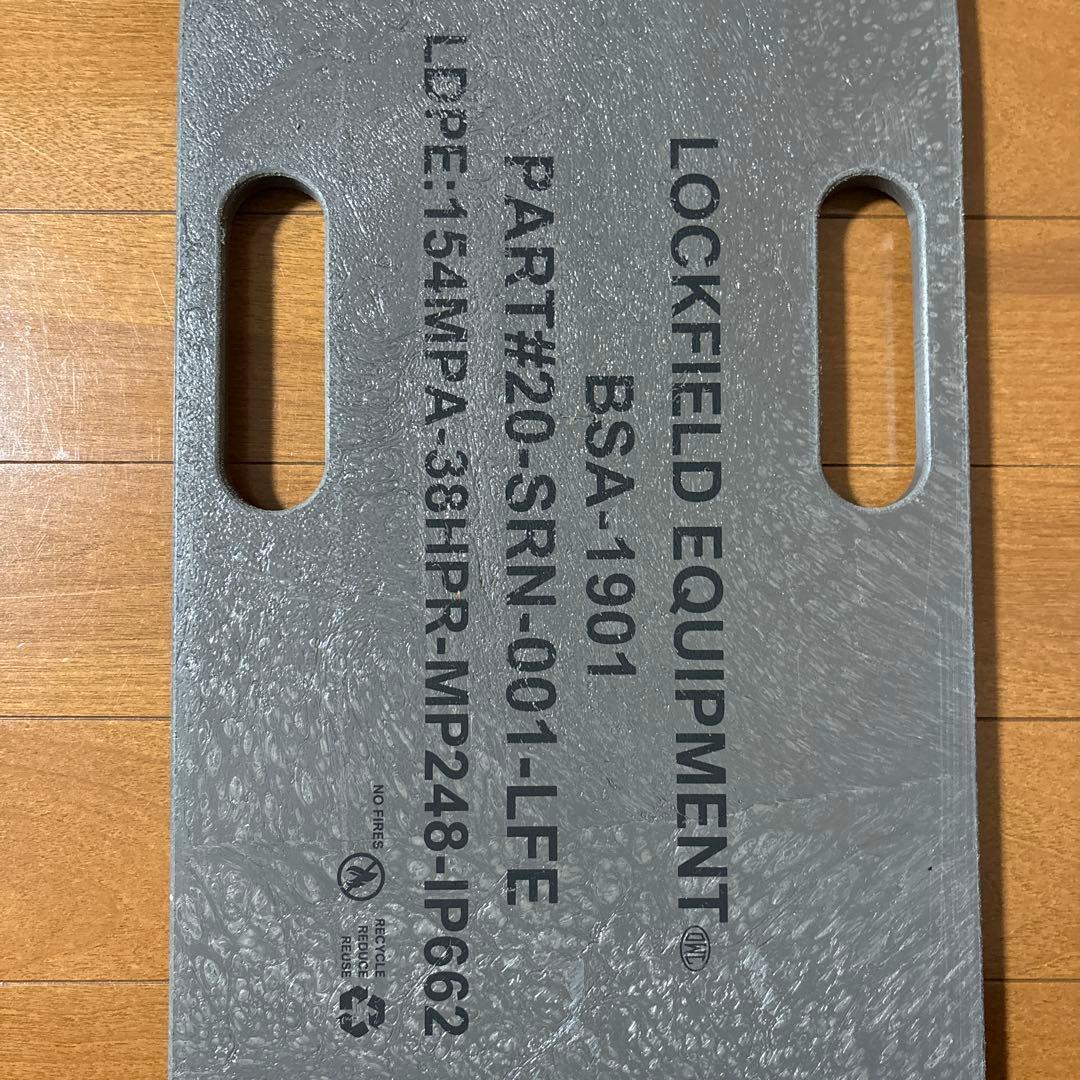 LOCKFIELD EQUIPMENT
BSA-1901
PART#20-SRN-001-LFE
LDPE:154MPA-38HPR-MP248-IP662
NO FIRES
RECYCLE
REDUCE
REUSE